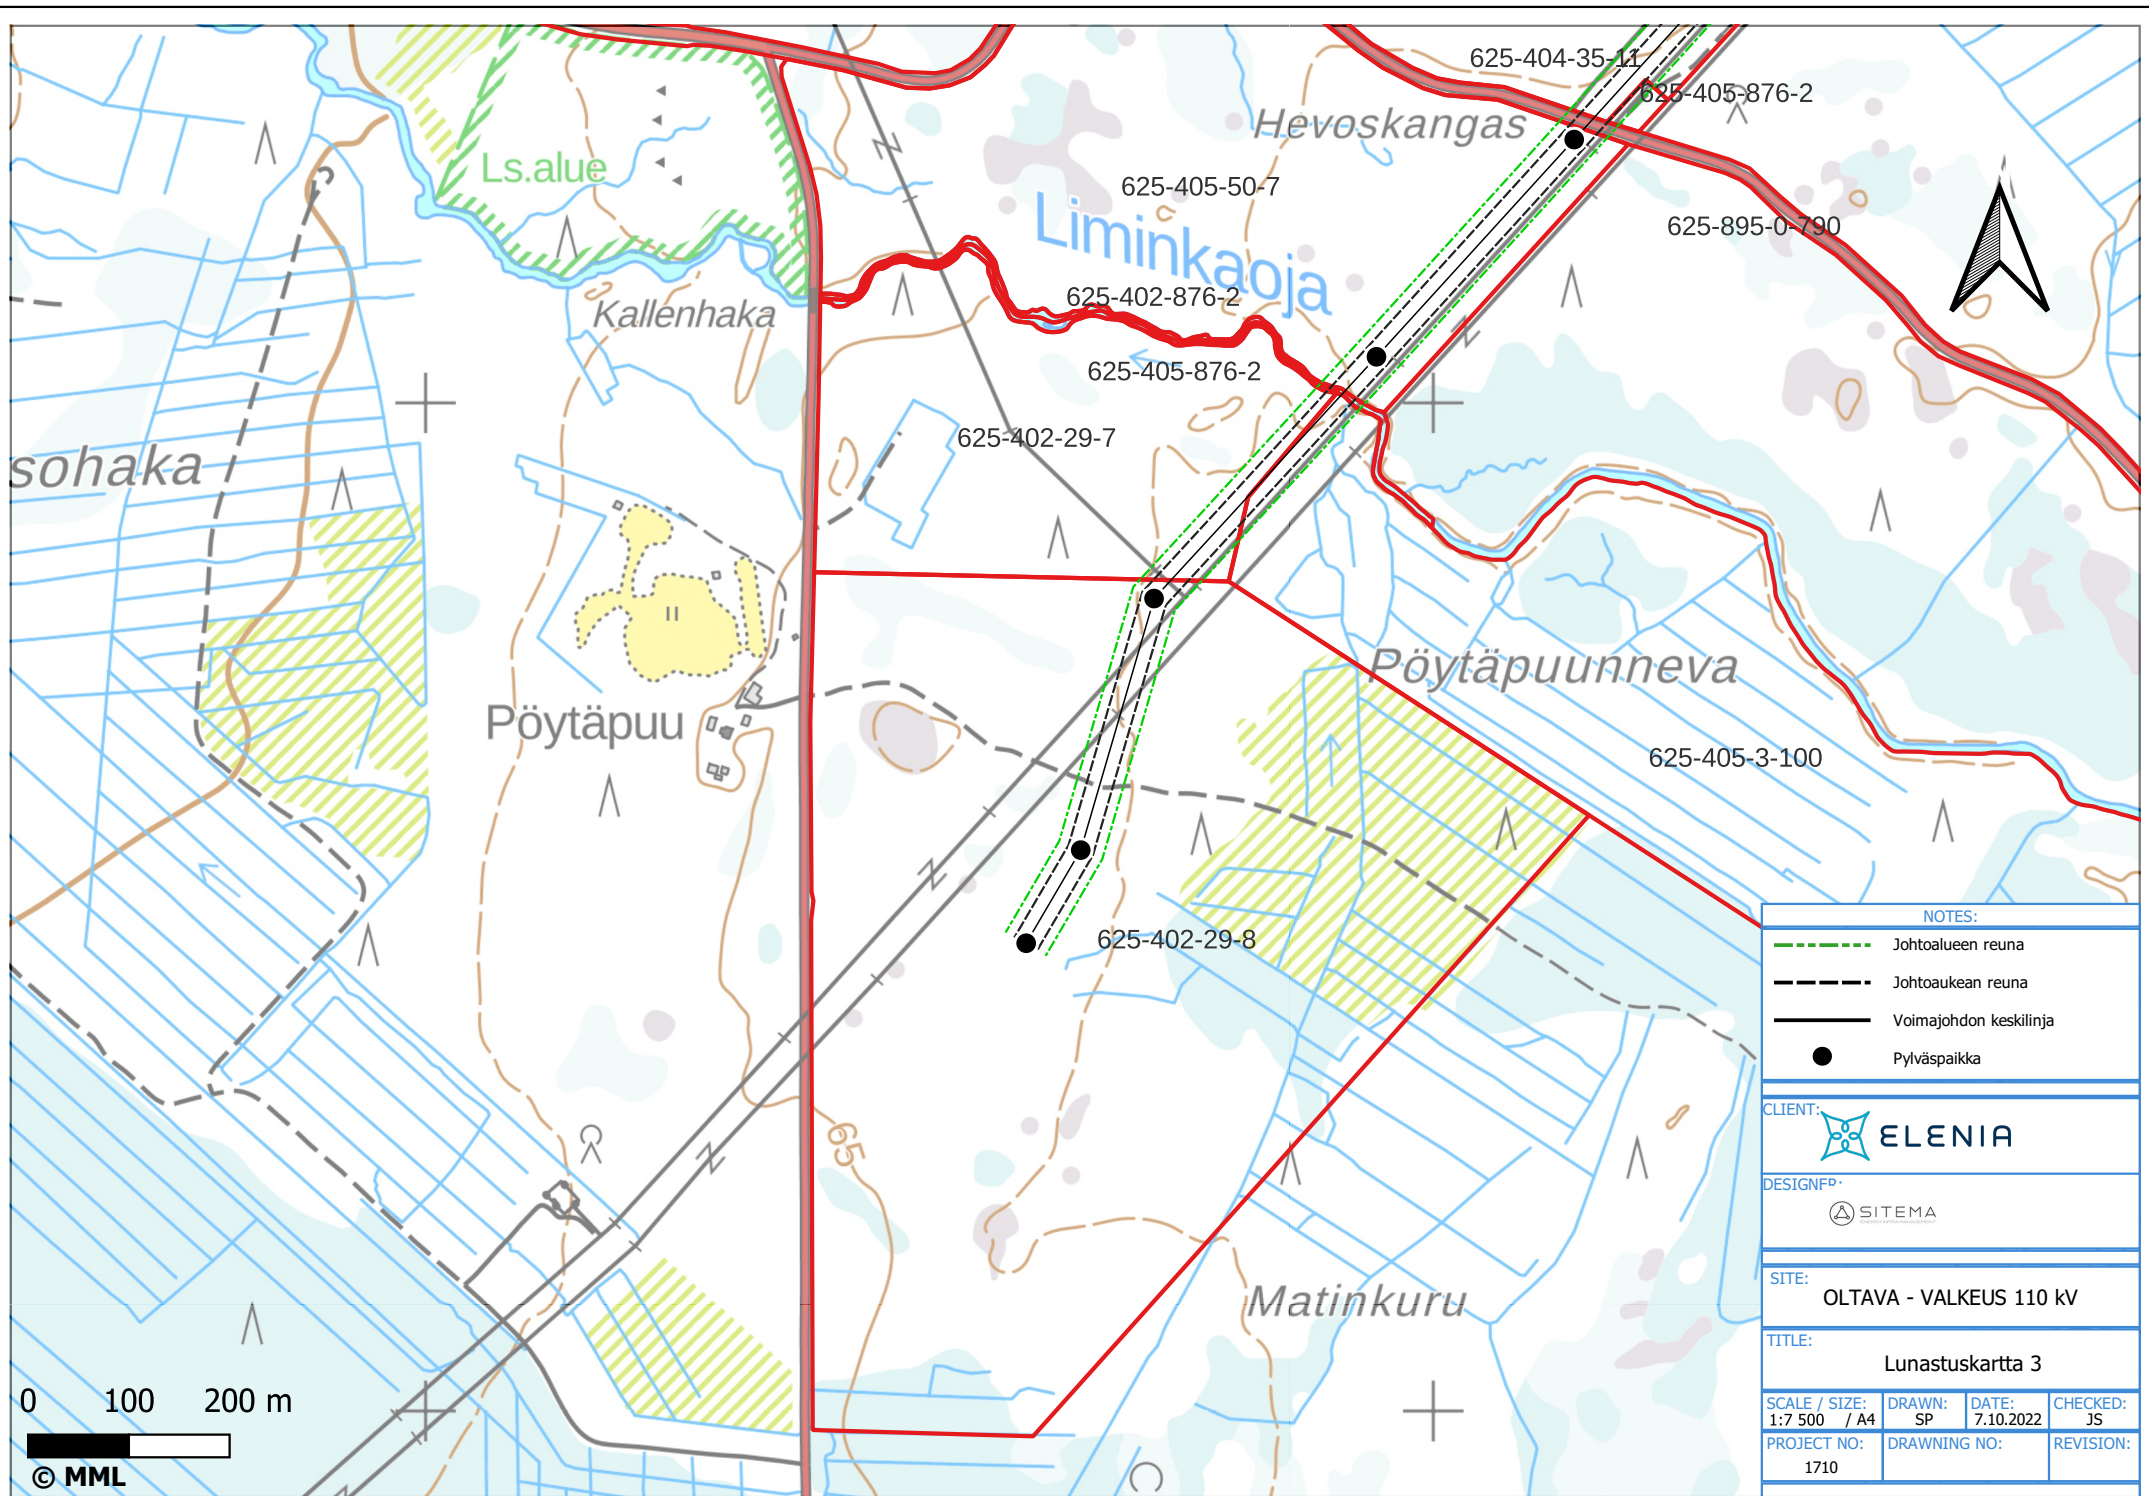 625-404-35-11
625-405-876-2
Hevoskangas
Ls.alue
625-405-50-7
Liminkaoja
625-895-0-790
625-402-876-2
Kallenhaka
625-405-876-2
625-402-29-7
sohaka
Pöytäpuunneva
Pöytäpuu
625-405-3-100
625-402-29-8
65
Matinkuru
0 100 200 m
© MML
NOTES:
Johtoalueen reuna
Johtoaukean reuna
Voimajohdon keskilinja
Pylväspaikka
CLIENT:
ELENIA
DESIGNER:
SITEMA
SITE:
OLTAVA - VALKEUS 110 kV
TITLE:
Lunastuskartta 3
SCALE / SIZE: DRAWN: DATE: CHECKED:
1:7 500 / A4 SP 7.10.2022 JS
PROJECT NO: DRAWNING NO: REVISION:
1710